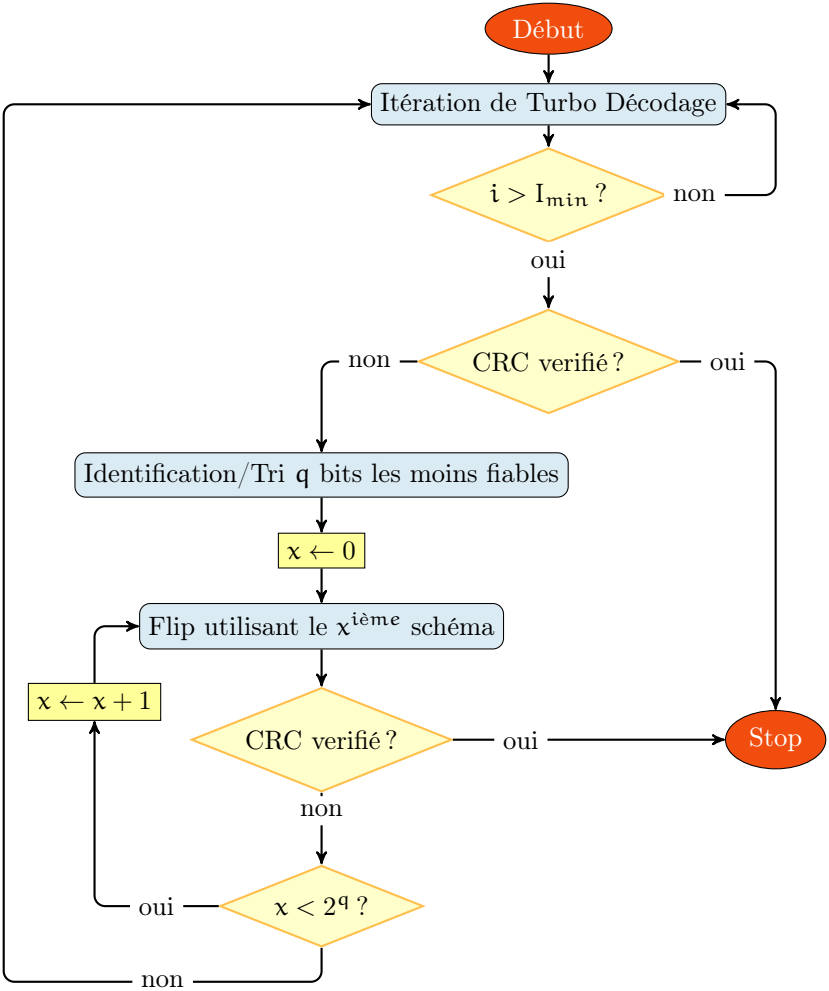 Début
Itération de Turbo Décodage
i > I_min ?
non
oui
CRC verifié ?
non
oui
Identification/Tri q bits les moins fiables
x ← 0
Flip utilisant le x^ième schéma
x ← x + 1
CRC verifié ?
oui
Stop
non
x < 2^q ?
oui
non